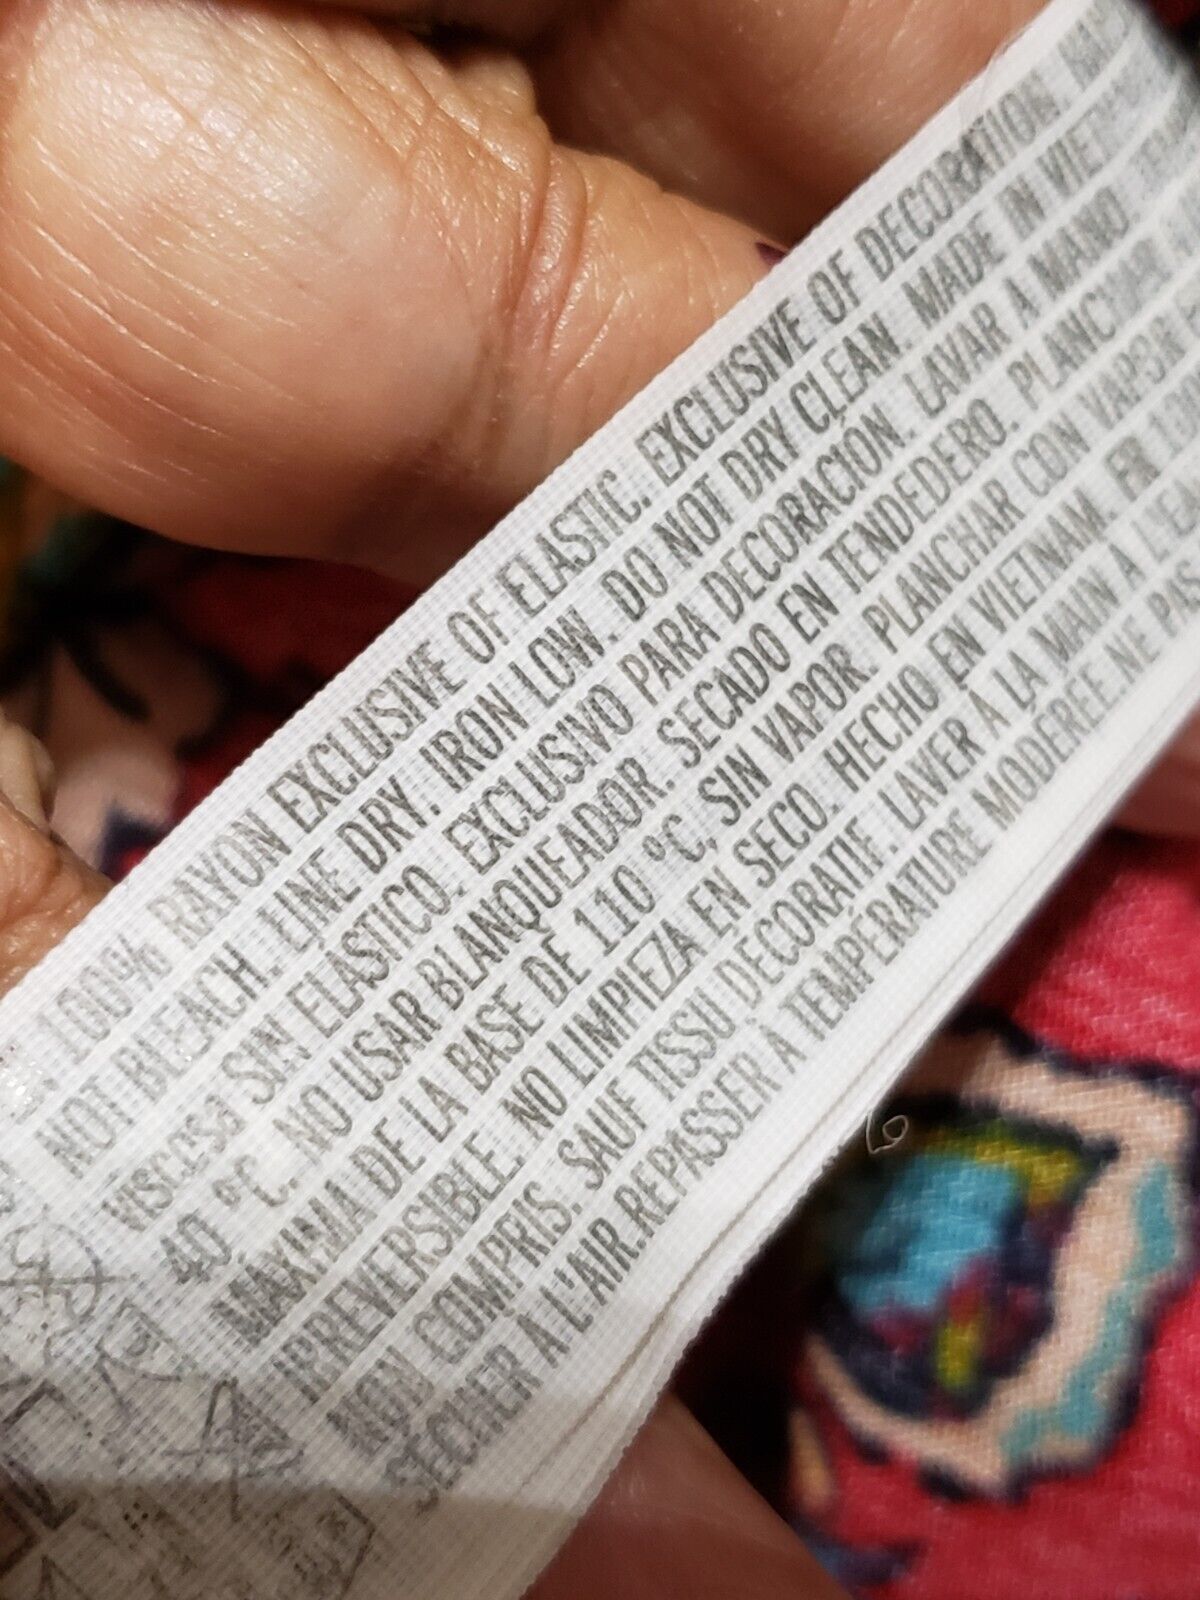 100% RAYON EXCLUSIVE OF ELASTIC. EXCLUSIVE OF DECORATION.
NOT BLEACH. LINE DRY. IRON LOW. DO NOT DRY CLEAN. MADE IN
SIN ELASTICO. EXCLUSIVO PARA DECORACIÓN. LAVAR A MANO.
40 °C. NO USAR BLANQUEADOR. SECADO EN TENDEDERO. PLANCHAR
MÁXIMA DE LA BASE DE 110 °C, SIN VAPOR. PLANCHAR CON VAPOR
IRREVERSIBLE. NO LIMPIEZA EN SECO. HECHO EN VIETNAM.
NON COMPRIS. SAUF TISSU DECORATIF. LAVER À LA MAIN À
SECHER À L'AIR.REPASSER À TEMPÉRATURE MODÉRÉE.NE PAS